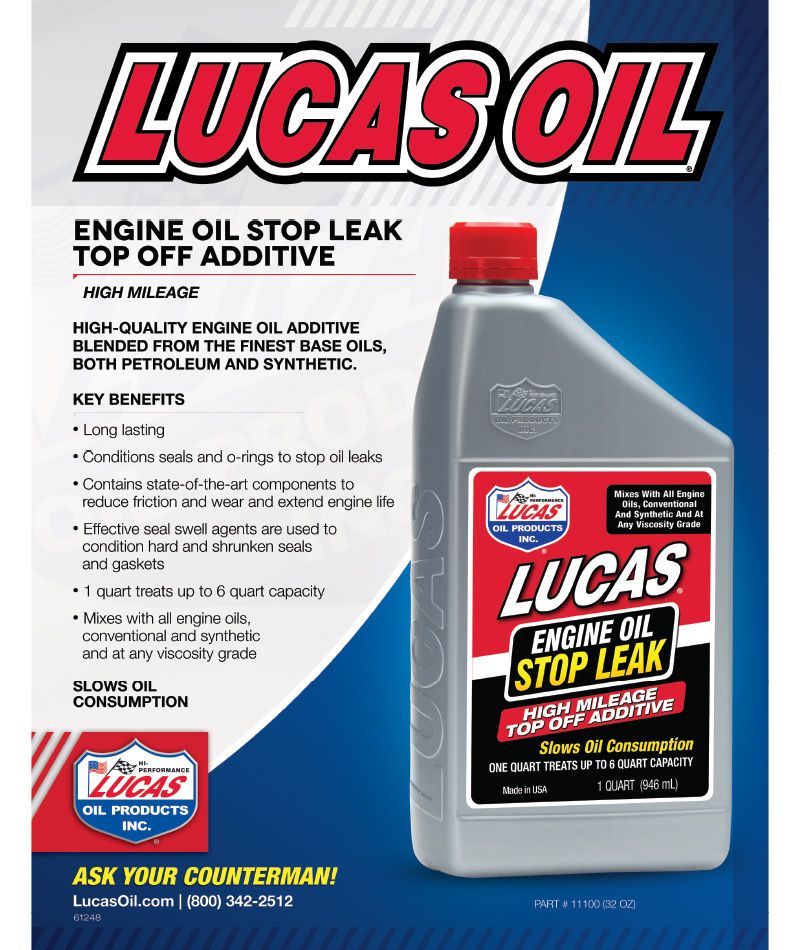 LUCAS OIL®
ENGINE OIL STOP LEAK
TOP OFF ADDITIVE
HIGH MILEAGE
HIGH-QUALITY ENGINE OIL ADDITIVE
BLENDED FROM THE FINEST BASE OILS,
BOTH PETROLEUM AND SYNTHETIC.
KEY BENEFITS
• Long lasting
• Conditions seals and o-rings to stop oil leaks
• Contains state-of-the-art components to
reduce friction and wear and extend engine life
• Effective seal swell agents are used to
condition hard and shrunken seals
and gaskets
• 1 quart treats up to 6 quart capacity
• Mixes with all engine oils,
conventional and synthetic
and at any viscosity grade
SLOWS OIL
CONSUMPTION
HI-
PERFORMANCE
LUCAS
OIL PRODUCTS
INC.
®
ASK YOUR COUNTERMAN!
LucasOil.com | (800) 342-2512
61248
LUCAS
OIL PRODUCTS
INC.
LUCAS
HI-
PERFORMANCE
LUCAS
OIL PRODUCTS
INC.
®
Mixes With All Engine
Oils, Conventional
And Synthetic And At
Any Viscosity Grade
LUCAS®
ENGINE OIL
STOP LEAK
HIGH MILEAGE
TOP OFF ADDITIVE
Slows Oil Consumption
ONE QUART TREATS UP TO 6 QUART CAPACITY
Made in USA
1 QUART (946 mL)
PART # 11100 (32 OZ)